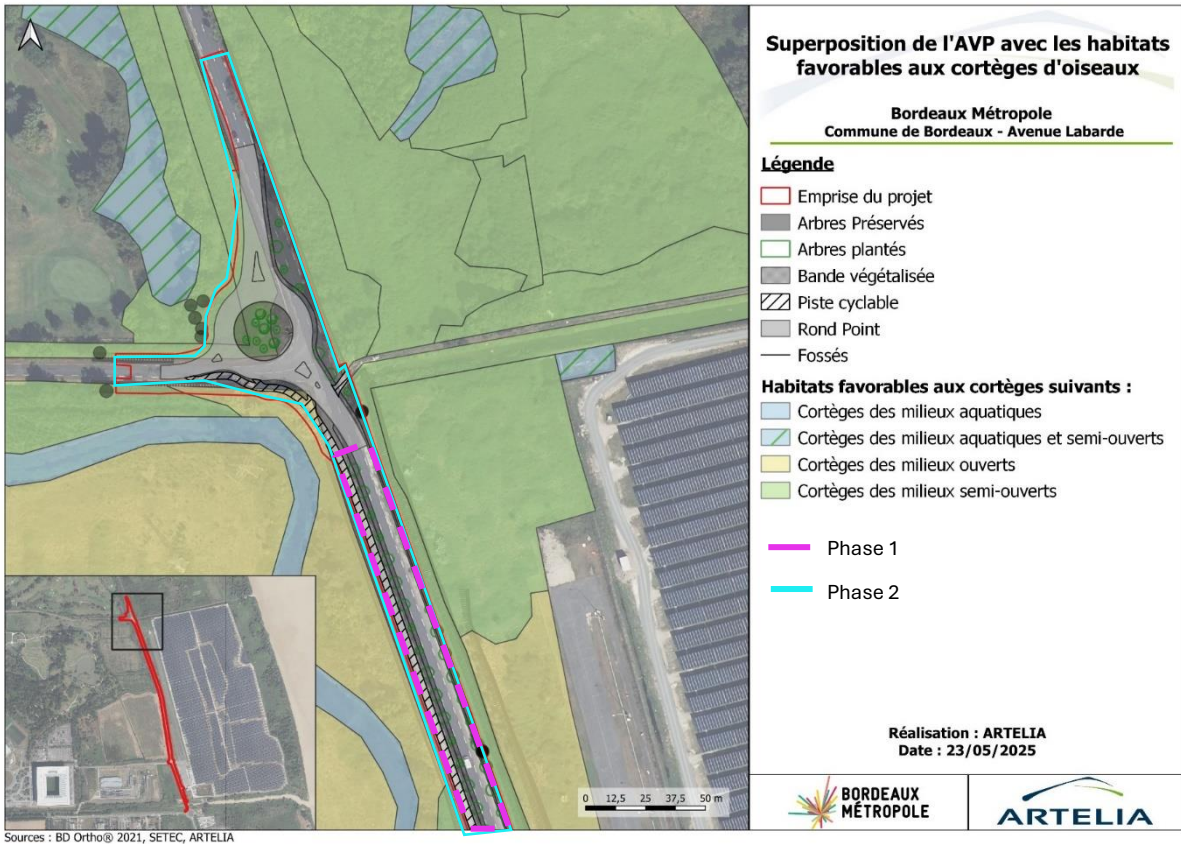 Superposition de l'AVP avec les habitats
favorables aux cortèges d'oiseaux
Bordeaux Métropole
Commune de Bordeaux - Avenue Labarde
Légende
Emprise du projet
Arbres Préservés
Arbres plantés
Bande végétalisée
Piste cyclable
Rond Point
Fossés
Habitats favorables aux cortèges suivants :
Cortèges des milieux aquatiques
Cortèges des milieux aquatiques et semi-ouverts
Cortèges des milieux ouverts
Cortèges des milieux semi-ouverts
Phase 1
Phase 2
Réalisation : ARTELIA
Date : 23/05/2025
0 12,5 25 37,5 50 m
BORDEAUX
MÉTROPOLE
ARTELIA
Sources : BD Ortho® 2021, SETEC, ARTELIA